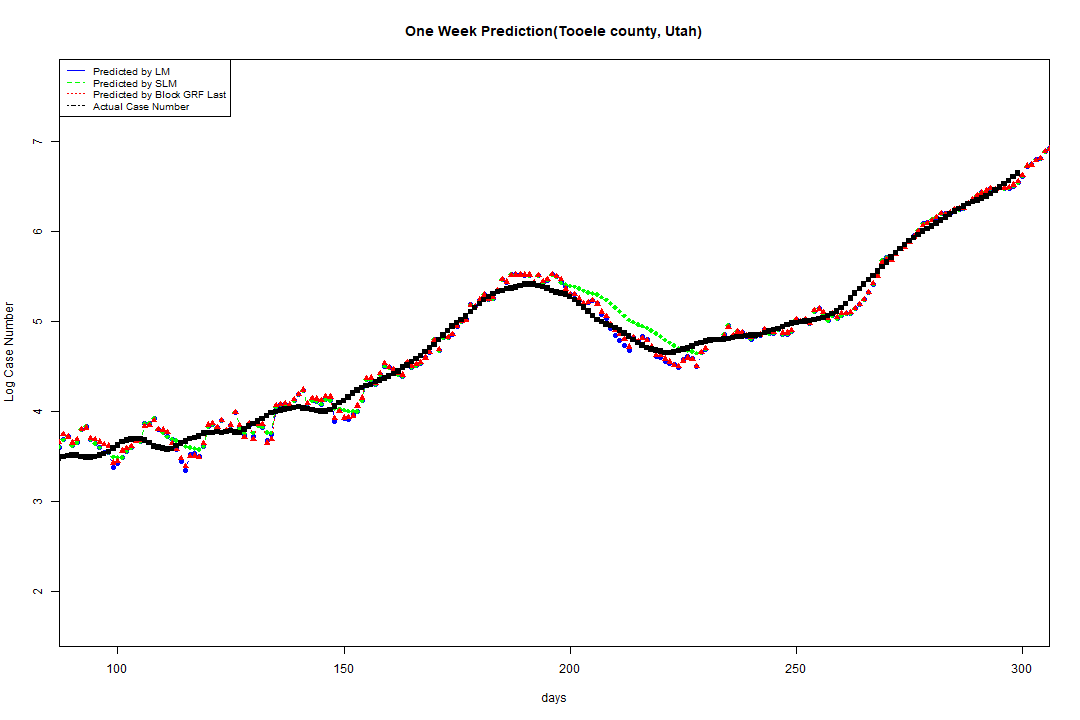 One Week Prediction(Tooele county, Utah)
Predicted by LM
Predicted by SLM
Predicted by Block GRF Last
Actual Case Number
7
6
5
4
3
2
Log Case Number
100 150 200 250 300
days